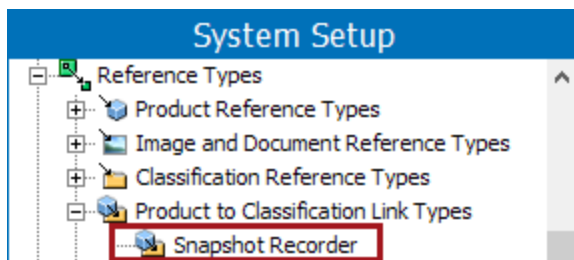 System Setup
Reference Types
Product Reference Types
Image and Document Reference Types
Classification Reference Types
Product to Classification Link Types
Snapshot Recorder